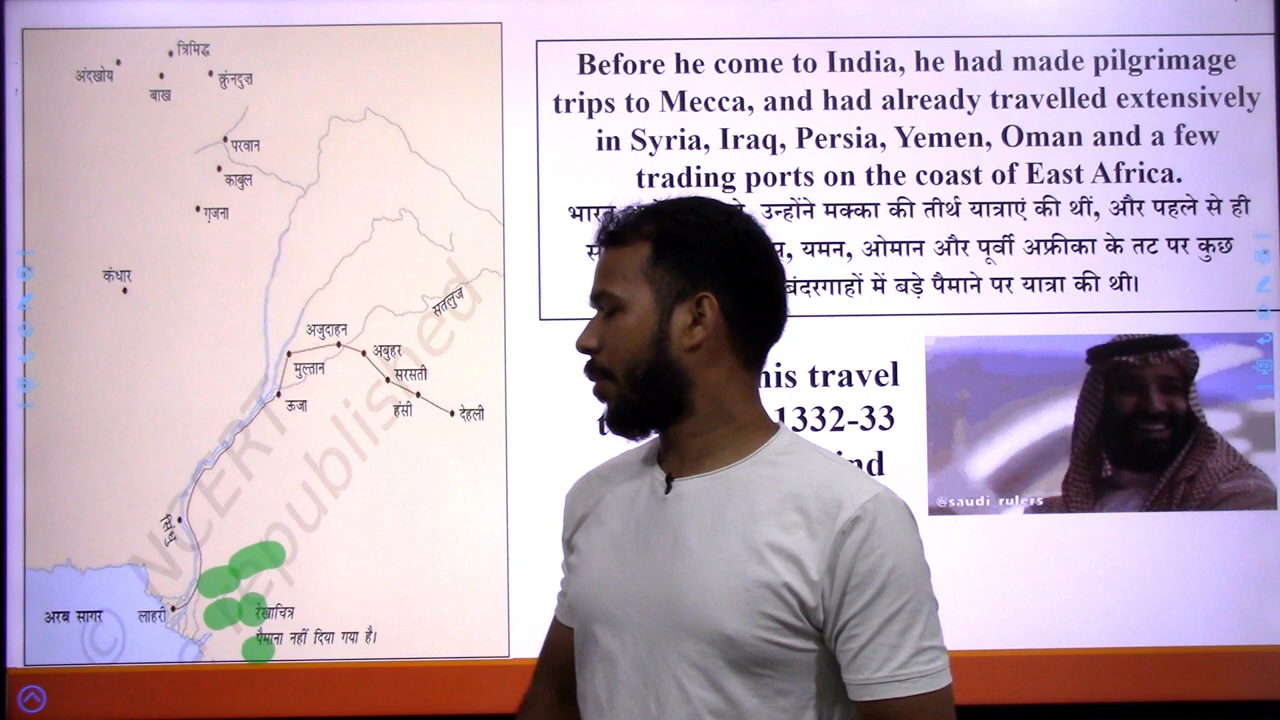 त्रिमिद्ध
अंदखोय
बाख
कुंनदुज़
परवान
काबुल
गज़ना
कंधार
सतलुज
अजुदाहन
अबुहर
मुल्तान
सरसती
ऊजा
हंसी
देहली
सिंधु
अरब सागर
लाहरी
रेखाचित्र
पैमाना नहीं दिया गया है।
© NCERT
republished
Before he come to India, he had made pilgrimage
trips to Mecca, and had already travelled extensively
in Syria, Iraq, Persia, Yemen, Oman and a few
trading ports on the coast of East Africa.
भारत उन्होंने मक्का की तीर्थ यात्राएं की थीं, और पहले से ही
यमन, ओमान और पूर्वी अफ्रीका के तट पर कुछ
बंदरगाहों में बड़े पैमाने पर यात्रा की थी।
his travel
1332-33
@saudi_rulers